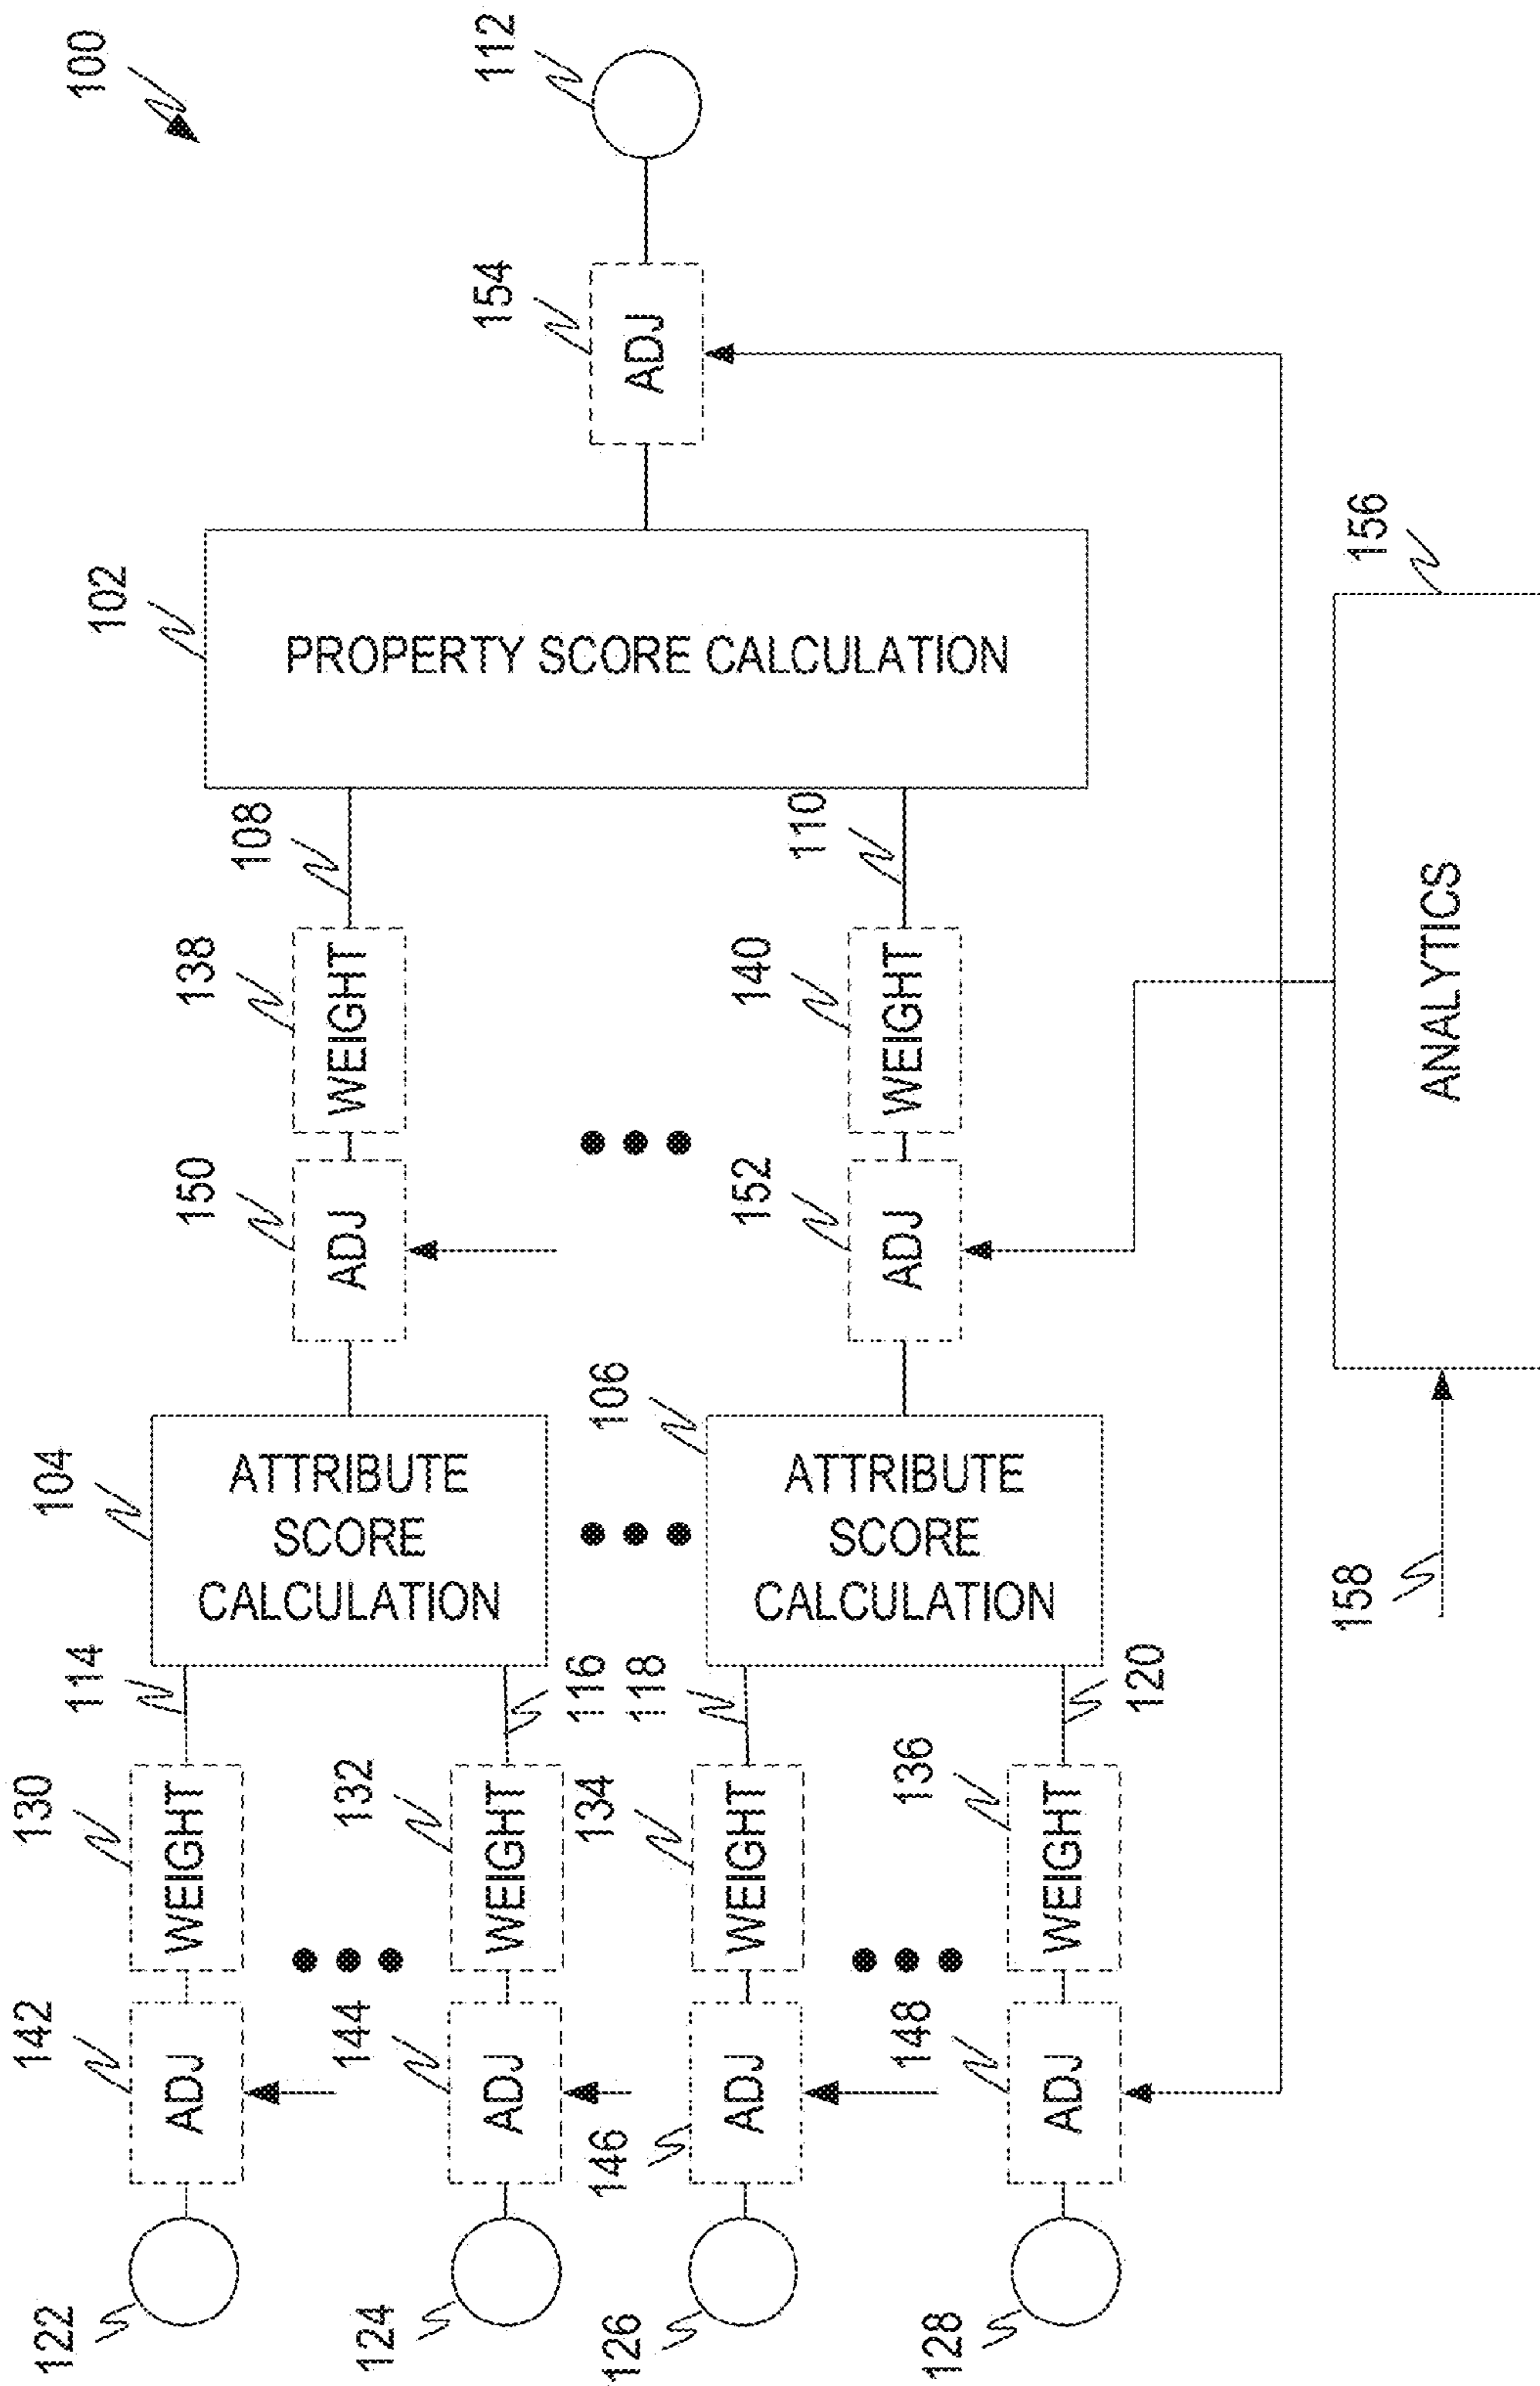 100
122
142
ADJ
130
WEIGHT
114
104
ATTRIBUTE
SCORE
CALCULATION
150
ADJ
138
WEIGHT
108
102
PROPERTY SCORE CALCULATION
154
ADJ
112
124
144
ADJ
132
WEIGHT
116
126
146
ADJ
134
WEIGHT
118
106
ATTRIBUTE
SCORE
CALCULATION
152
ADJ
140
WEIGHT
110
128
148
ADJ
136
WEIGHT
120
158
ANALYTICS
156